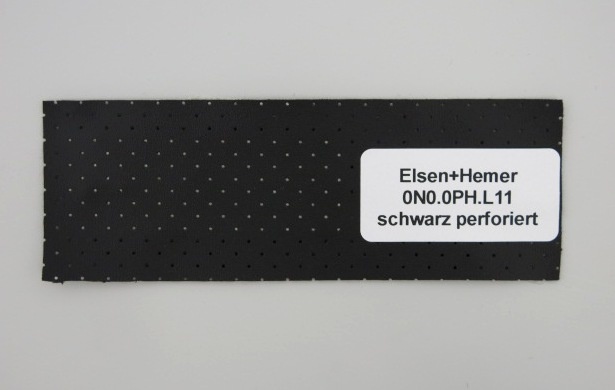 Elsen+Hemer
0N0.0PH.L11
schwarz perforiert